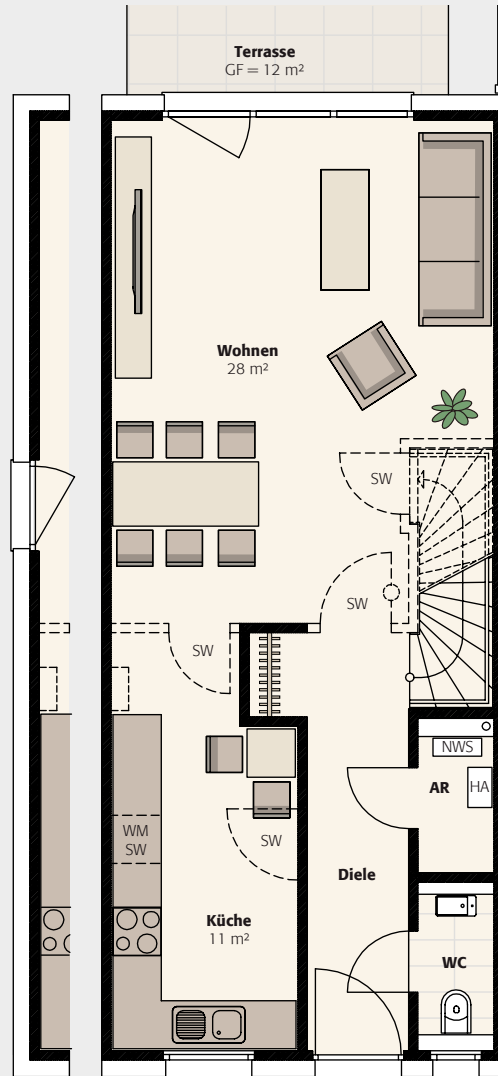 Terrasse
GF = 12 m²
Wohnen
28 m²
SW
SW
SW
NWS
AR
HA
WM
SW
SW
Diele
Küche
11 m²
WC